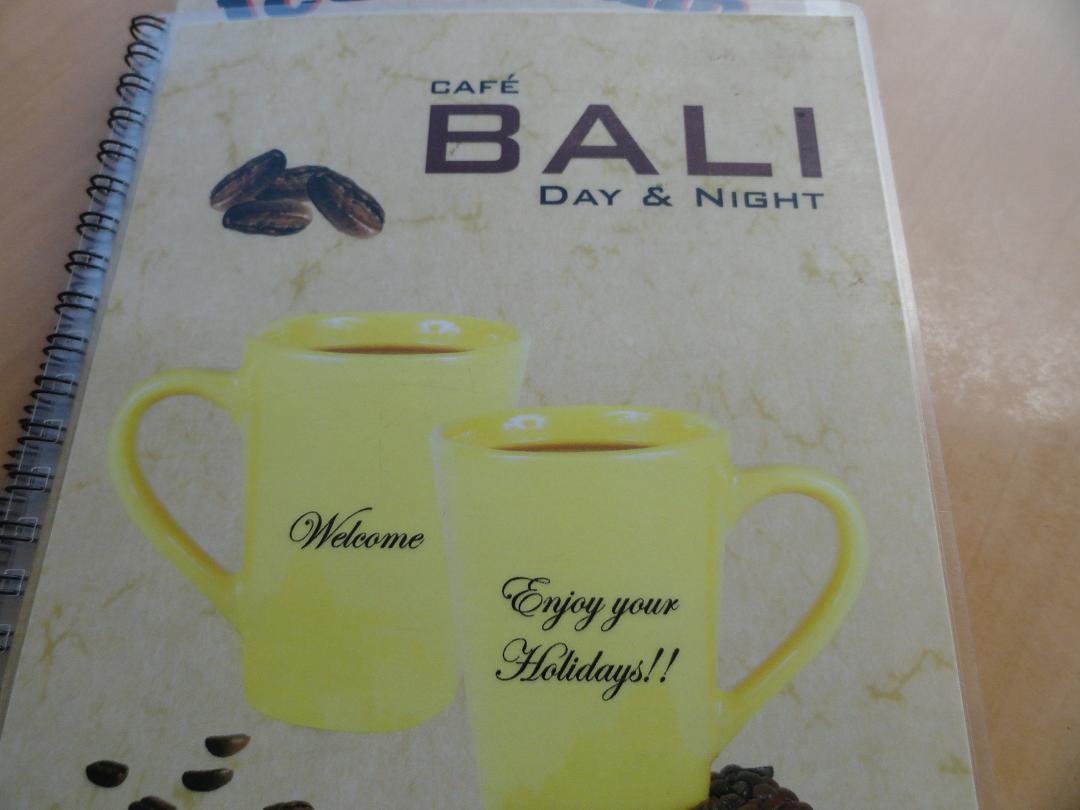 CAFÉ
BALI
DAY & NIGHT
Welcome
Enjoy your
Holidays!!